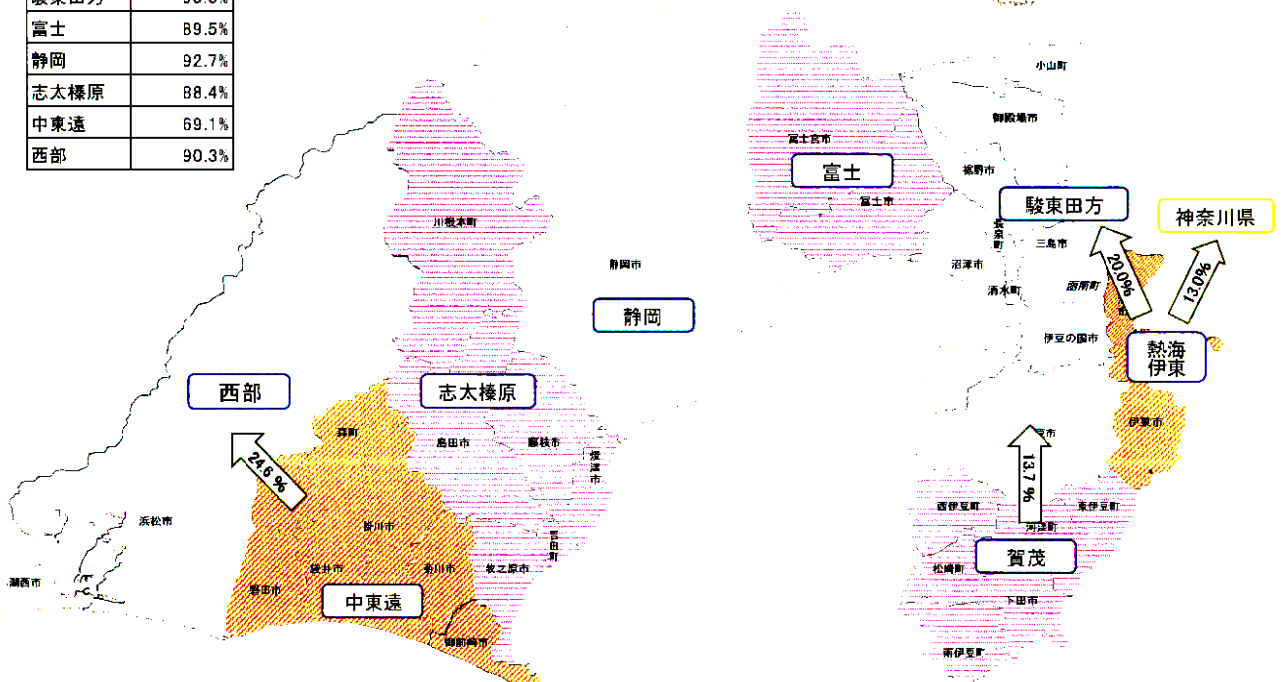 富士 89.5%
静岡 92.7%
志太榛原 88.4%
中東遠 69.1%
西部 90.3%
小山町
御殿場市
富士宮市
裾野市
富士
富士市
駿東田方
神奈川県
長泉町
三島市
川根本町
静岡市
沼津市
清水町
函南町
20.0%
13.0%
静岡
伊豆の国市
熱海
伊東
西部
志太榛原
森町
島田市
藤枝市
焼津市
伊東市
24.6 %
13.7 %
浜松市
掛川市
西伊豆町
東伊豆町
河津町
吉田町
賀茂
湖西市
磐田市
袋井市
菊川市
牧之原市
松崎町
中東遠
下田市
御前崎市
南伊豆町